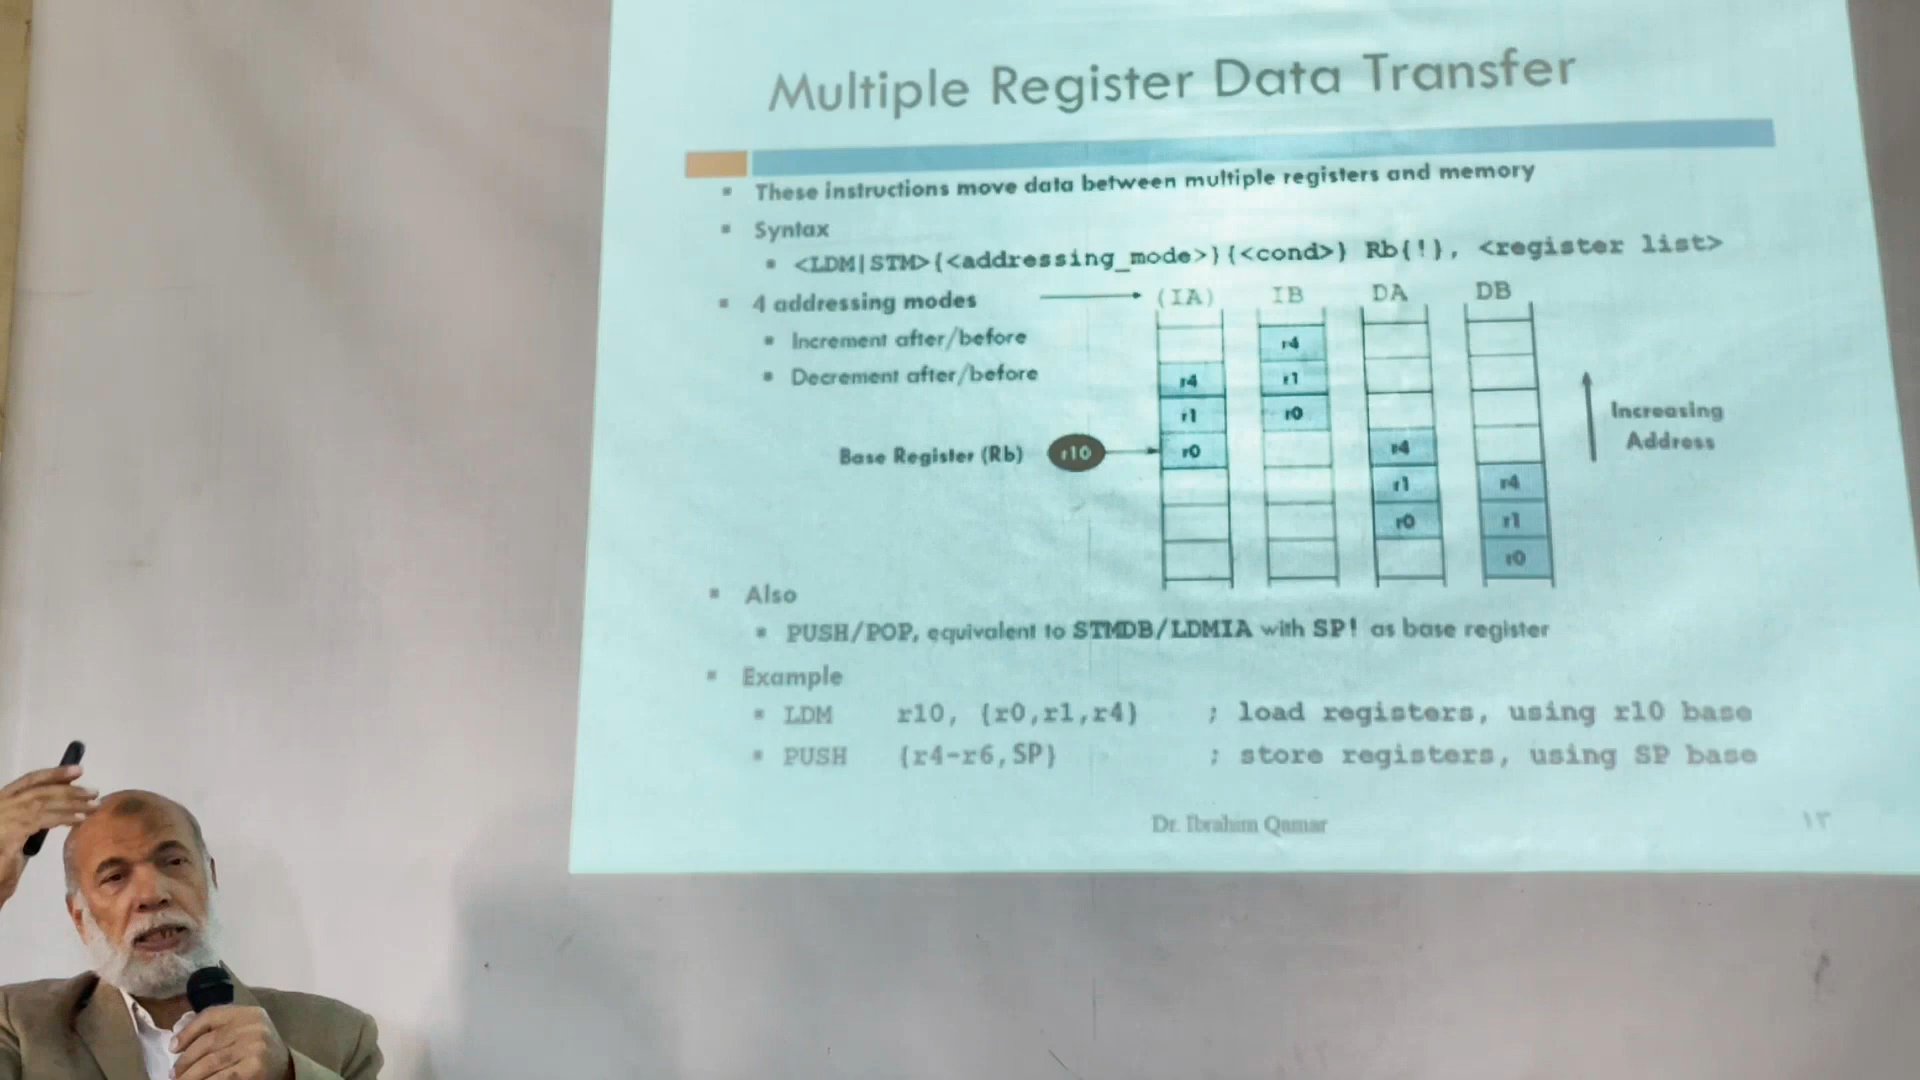 Multiple Register Data Transfer
These instructions move data between multiple registers and memory
Syntax
<LDM|STM>{<addressing_mode>}{<cond>} Rb{!}, <register list>
4 addressing modes
(IA) IB DA DB
Increment after/before
Decrement after/before
r4 r1 r0
r4 r1 r0
r4 r1 r0
r4 r1 r0
Increasing
Address
Base Register (Rb) r10
Also
PUSH/POP, equivalent to STMDB/LDMIA with SP! as base register
Example
LDM r10, {r0,r1,r4} ; load registers, using r10 base
PUSH {r4-r6,SP} ; store registers, using SP base
Dr. Ibrahim Qamar
١٣